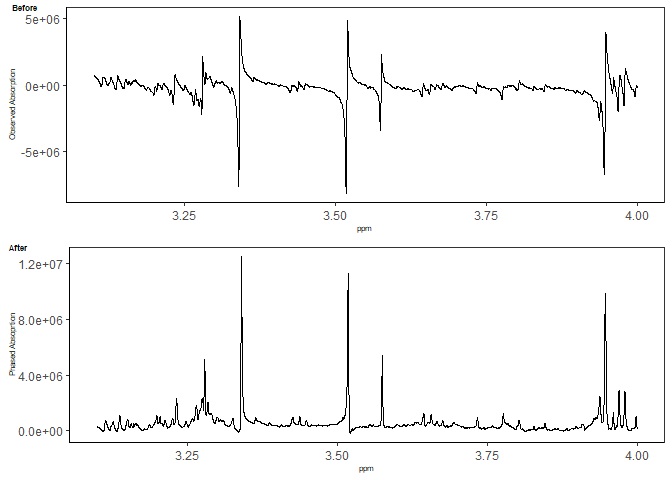 Before
5e+06
0e+00
-5e+06
Observed Absorption
3.25 3.50 3.75 4.00
ppm
After
1.2e+07
8.0e+06
4.0e+06
0.0e+00
Phased Absorption
3.25 3.50 3.75 4.00
ppm